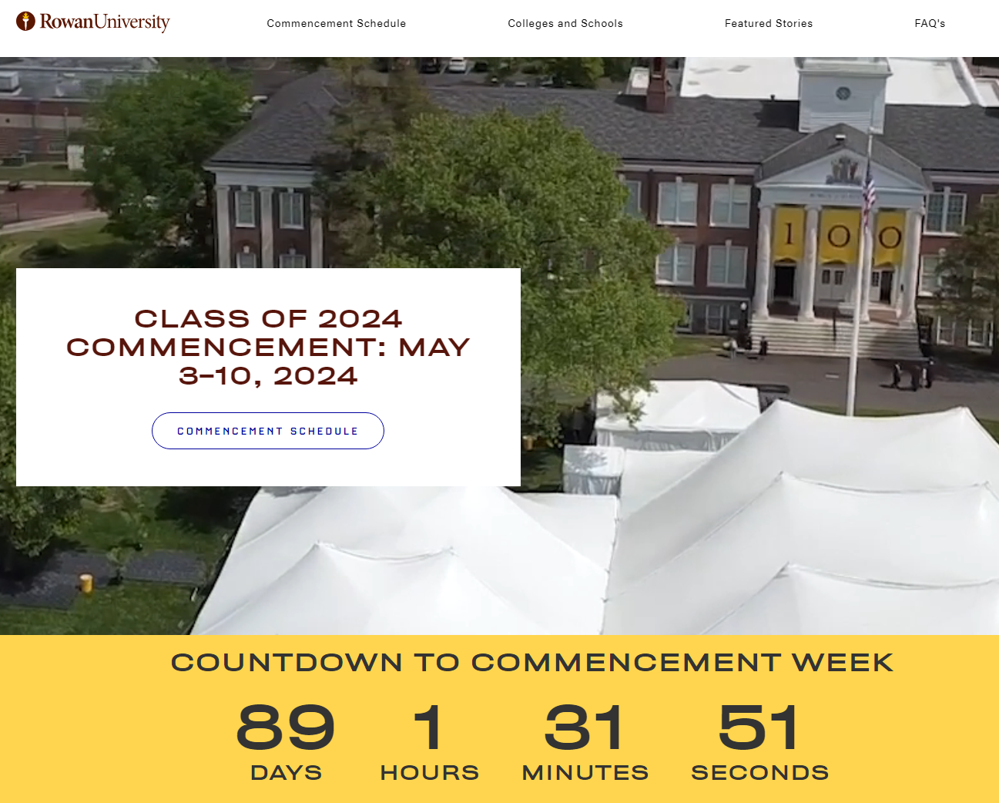 RowanUniversity
Commencement Schedule
Colleges and Schools
Featured Stories
FAQ's
100
CLASS OF 2024
COMMENCEMENT: MAY
3–10, 2024
COMMENCEMENT SCHEDULE
COUNTDOWN TO COMMENCEMENT WEEK
89 1 31 51
DAYS HOURS MINUTES SECONDS